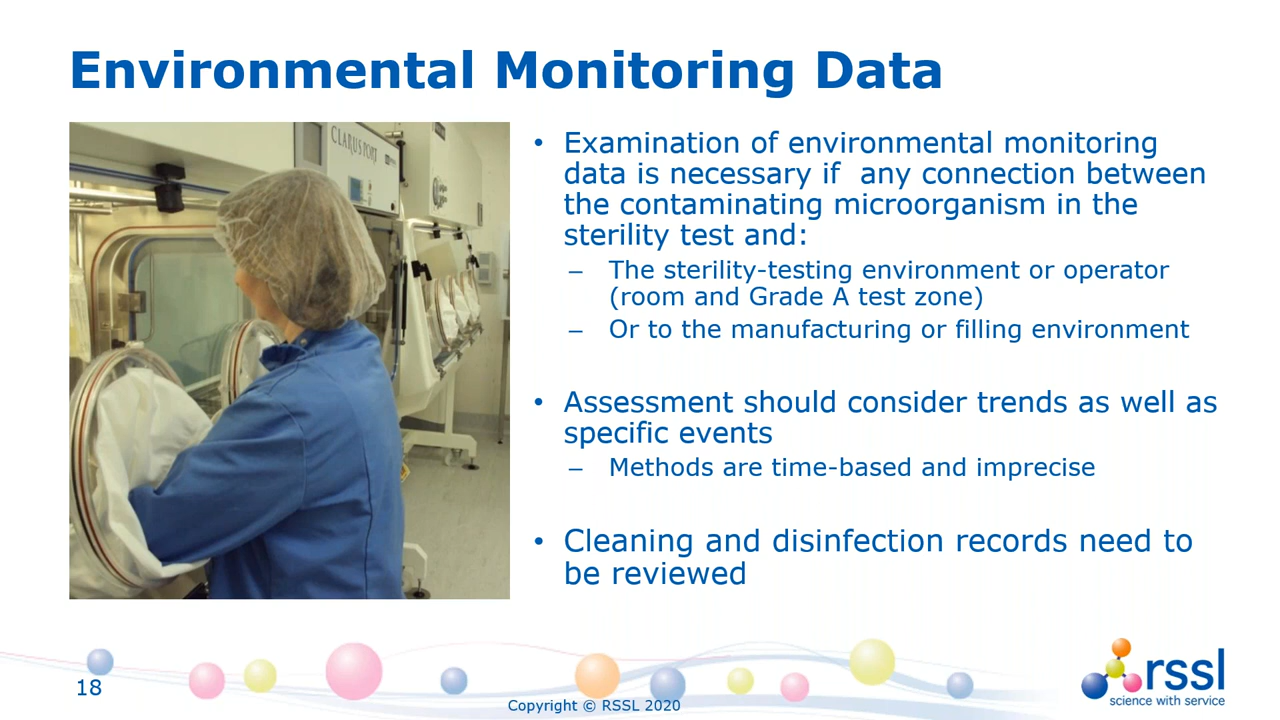 Environmental Monitoring Data
CLARUS PORT
• Examination of environmental monitoring
data is necessary if  any connection between
the contaminating microorganism in the
sterility test and:
– The sterility-testing environment or operator
(room and Grade A test zone)
– Or to the manufacturing or filling environment
• Assessment should consider trends as well as
specific events
– Methods are time-based and imprecise
• Cleaning and disinfection records need to
be reviewed
18
Copyright © RSSL 2020
rssl
science with service